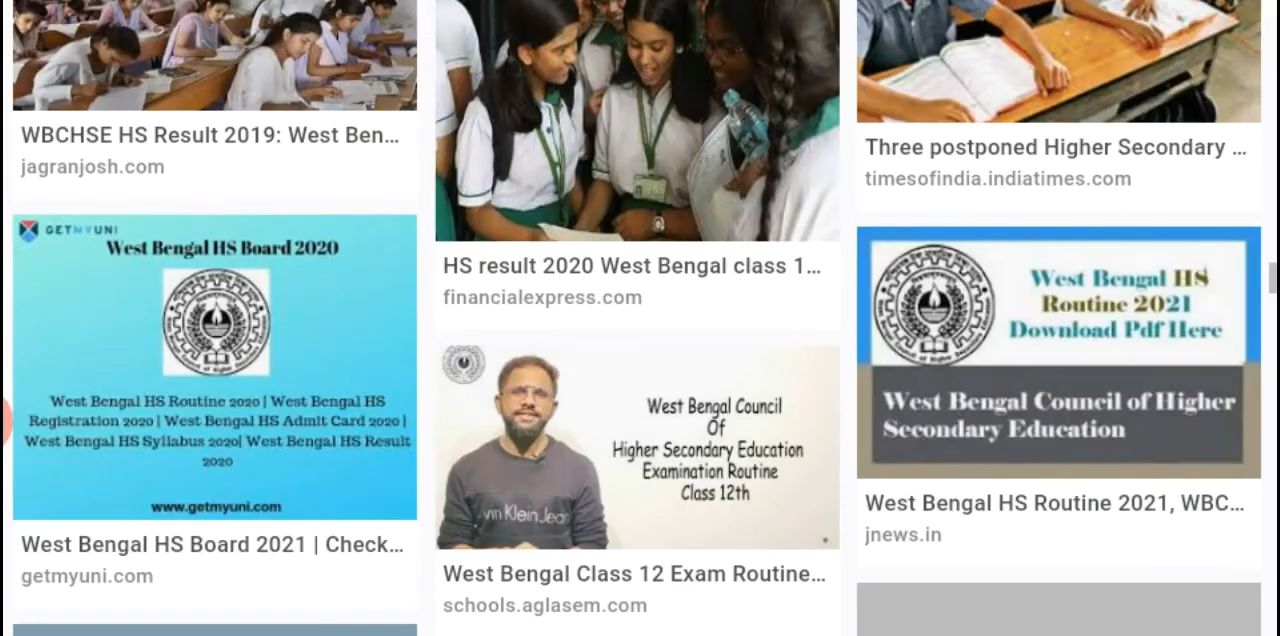 WBCHSE HS Result 2019: West Ben...
jagranjosh.com
GETMYUNI
West Bengal HS Board 2020
West Bengal HS Routine 2020 | West Bengal HS
Registration 2020 | West Bengal HS Admit Card 2020 |
West Bengal HS Syllabus 2020| West Bengal HS Result
2020
www.getmyuni.com
West Bengal HS Board 2021 | Check...
getmyuni.com
HS result 2020 West Bengal class 1...
financialexpress.com
West Bengal Council
Of
Higher Secondary Education
Examination Routine
Class 12th
vin Klein Jea
West Bengal Class 12 Exam Routine...
schools.aglasem.com
Three postponed Higher Secondary ...
timesofindia.indiatimes.com
West Bengal HS
Routine 2021
Download Pdf Here
West Bengal Council of Higher
Secondary Education
West Bengal HS Routine 2021, WBC...
jnews.in